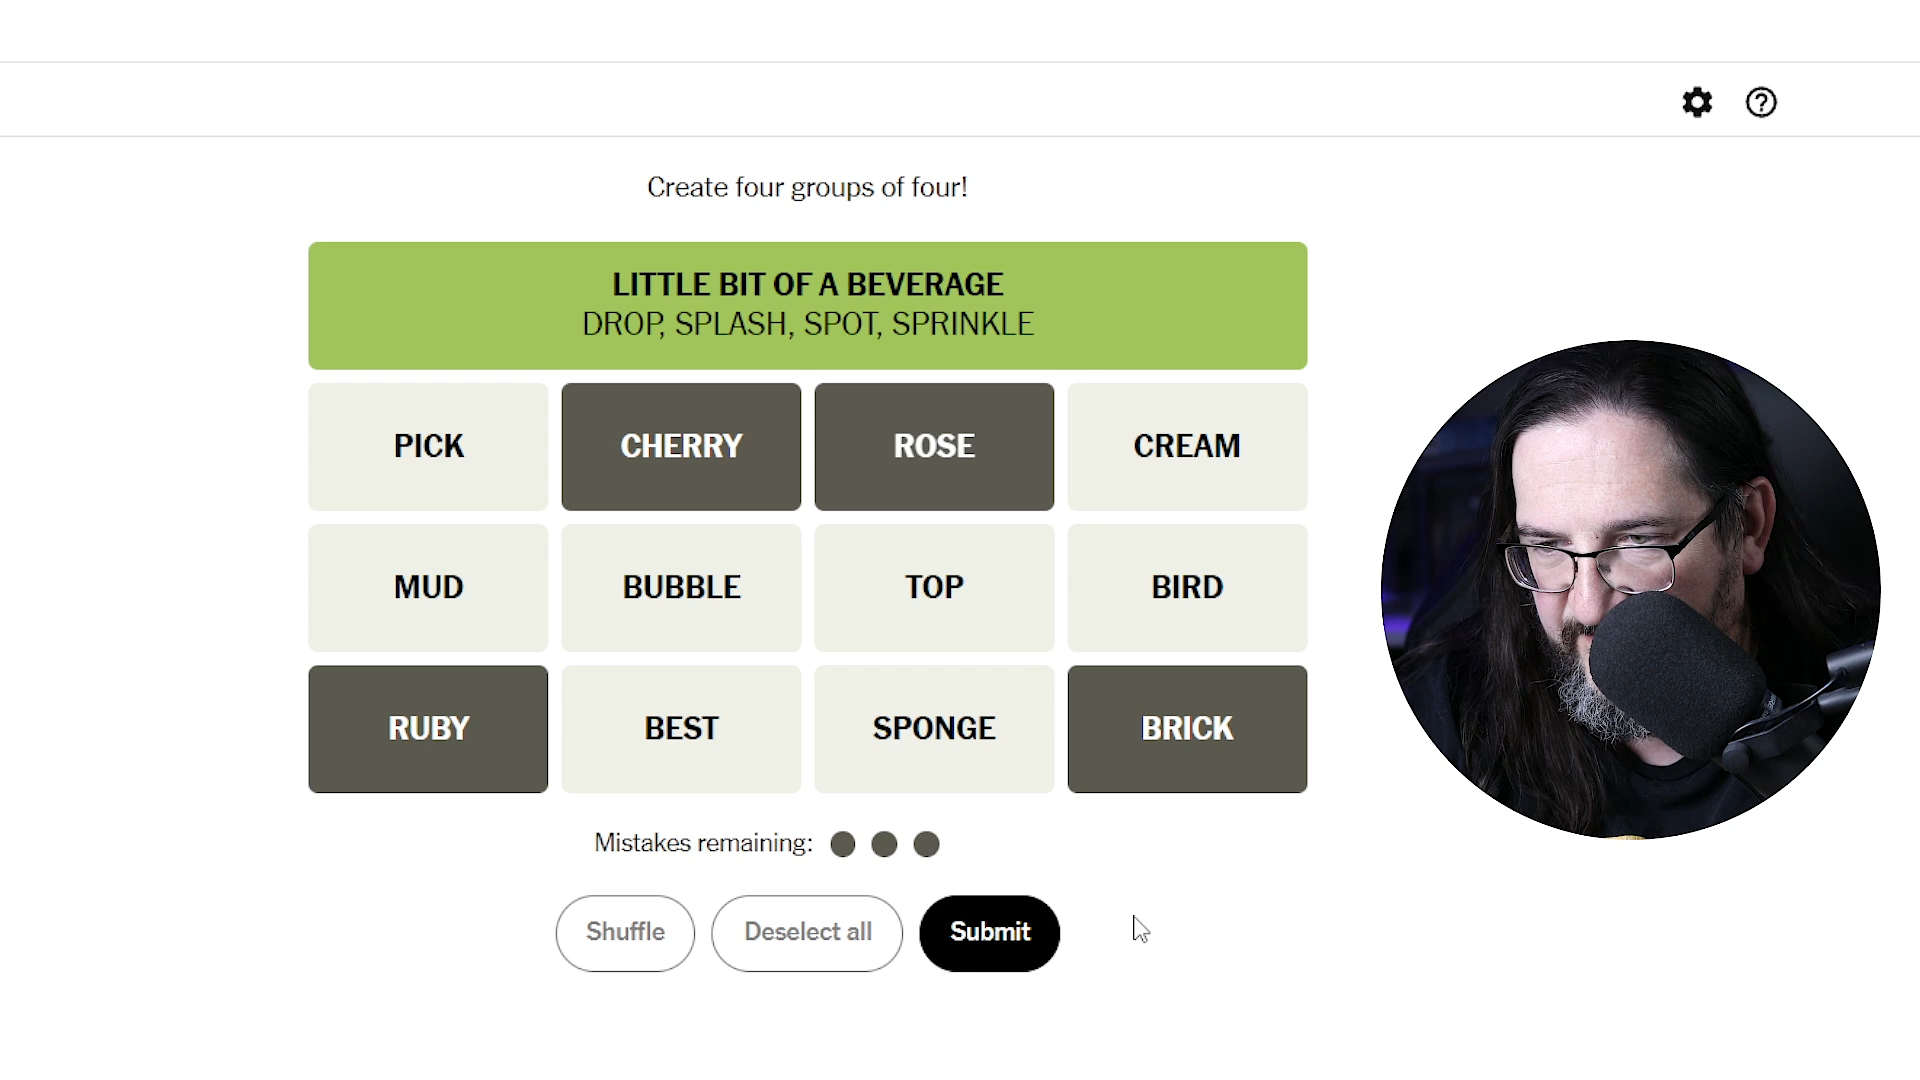 Create four groups of four!
LITTLE BIT OF A BEVERAGE
DROP, SPLASH, SPOT, SPRINKLE
PICK CHERRY ROSE CREAM
MUD BUBBLE TOP BIRD
RUBY BEST SPONGE BRICK
Mistakes remaining:
Shuffle Deselect all Submit